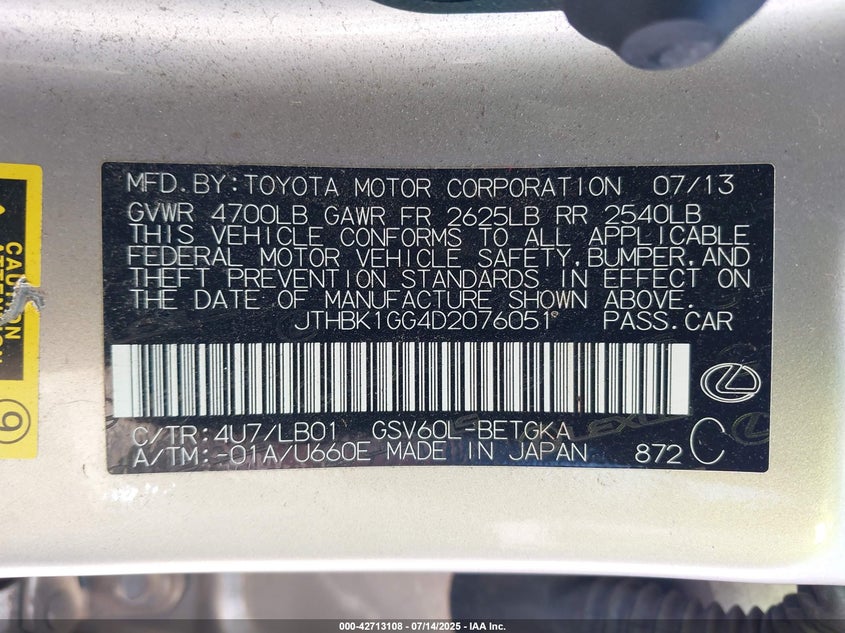 MFD.BY:TOYOTA MOTOR CORPORATION 07/13
GVWR 4700LB GAWR FR 2625LB RR 2540LB
THIS VEHICLE CONFORMS TO ALL APPLICABLE
FEDERAL MOTOR VEHICLE SAFETY,BUMPER,AND
THEFT PREVENTION STANDARDS IN EFFECT ON
THE DATE OF MANUFACTURE SHOWN ABOVE.
JTHBK1GG4D2076051 PASS.CAR
C/TR:4U7/LB01 GSV60L-BETGKA
A/TM:-01A/U660E MADE IN JAPAN 872 C
CAUTION
9
000-42713108 - 07/14/2025 - IAA Inc.